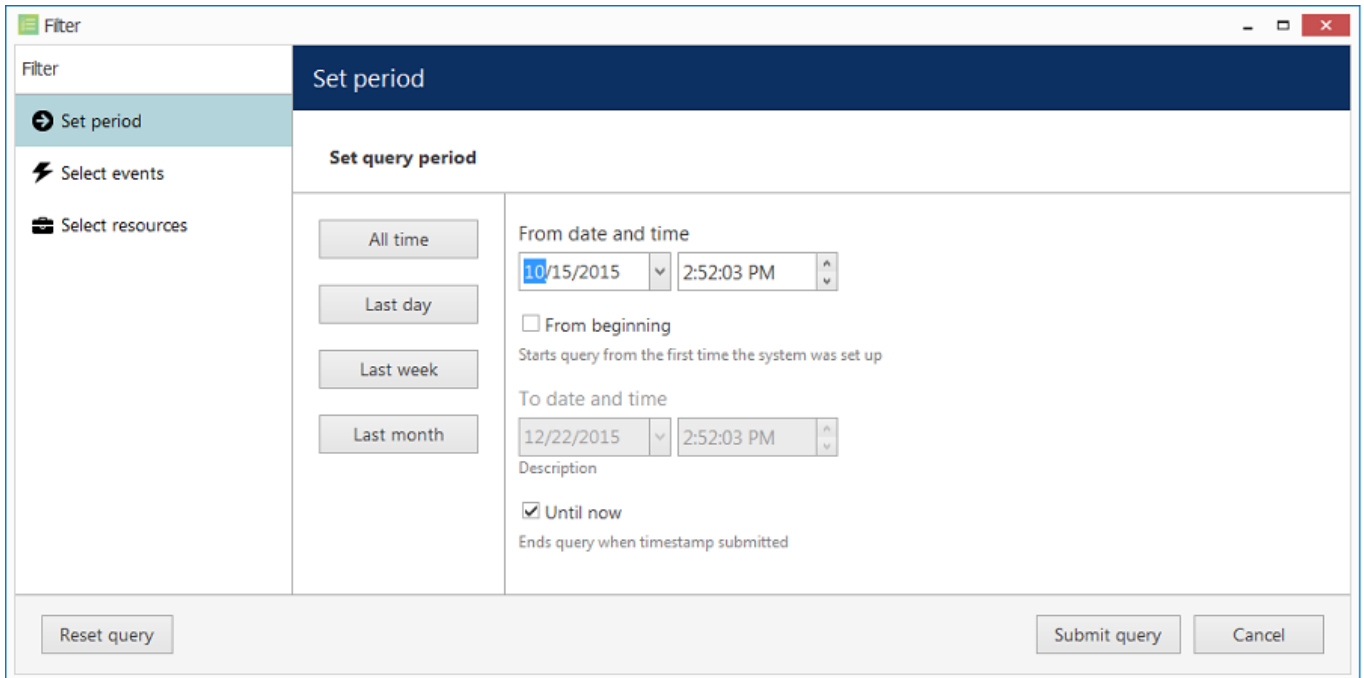 Filter
Filter
Set period
Select events
Select resources
Set period
Set query period
All time
Last day
Last week
Last month
From date and time
10/15/2015 2:52:03 PM
From beginning
Starts query from the first time the system was set up
To date and time
12/22/2015 2:52:03 PM
Description
Until now
Ends query when timestamp submitted
Reset query
Submit query
Cancel